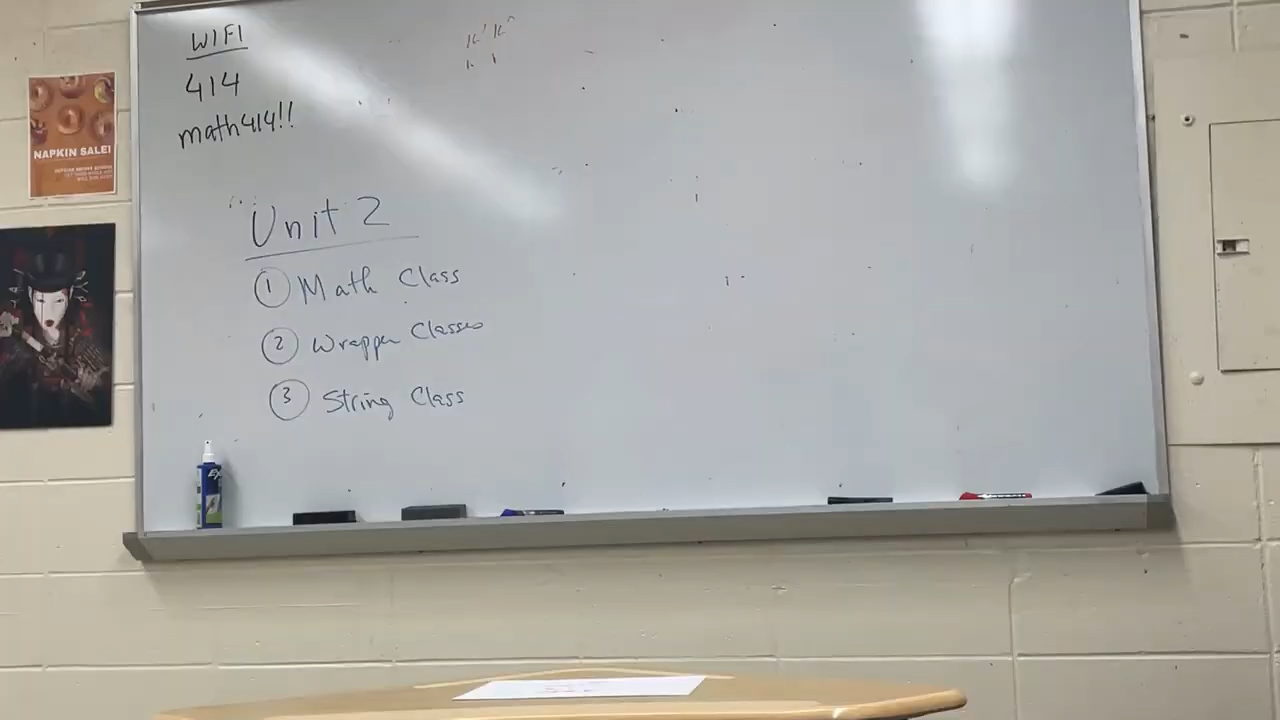 WIFI
414
math414!!
NAPKIN SALE!
Unit 2
1 Math Class
2 Wrapper Classes
3 String Class